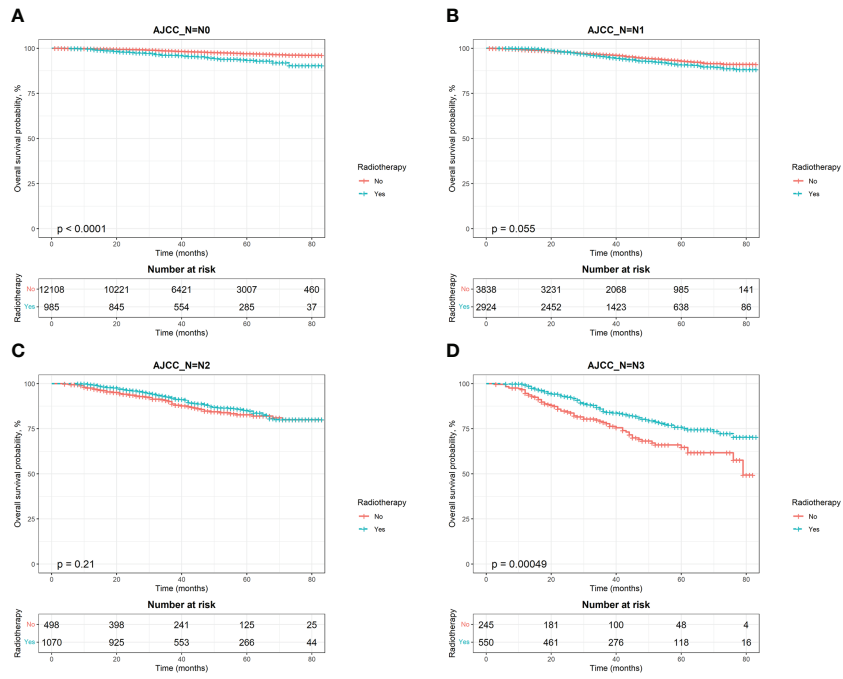 A
AJCC_N=N0
Overall survival probability, %
100
75
50
25
0
p < 0.0001
0 20 40 60 80
Time (months)
Radiotherapy
No
Yes
Number at risk
Radiotherapy
No 12108 10221 6421 3007 460
Yes 985 845 554 285 37
0 20 40 60 80
Time (months)
B
AJCC_N=N1
Overall survival probability, %
100
75
50
25
0
p = 0.055
0 20 40 60 80
Time (months)
Radiotherapy
No
Yes
Number at risk
Radiotherapy
No 3838 3231 2068 985 141
Yes 2924 2452 1423 638 86
0 20 40 60 80
Time (months)
C
AJCC_N=N2
Overall survival probability, %
100
75
50
25
0
p = 0.21
0 20 40 60 80
Time (months)
Radiotherapy
No
Yes
Number at risk
Radiotherapy
No 498 398 241 125 25
Yes 1070 925 553 266 44
0 20 40 60 80
Time (months)
D
AJCC_N=N3
Overall survival probability, %
100
75
50
25
0
p = 0.00049
0 20 40 60 80
Time (months)
Radiotherapy
No
Yes
Number at risk
Radiotherapy
No 245 181 100 48 4
Yes 550 461 276 118 16
0 20 40 60 80
Time (months)